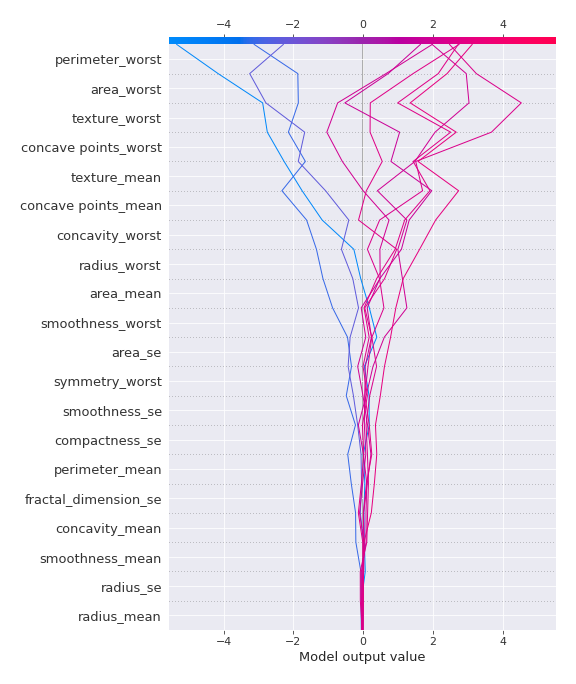 −4 −2 0 2 4
perimeter_worst
area_worst
texture_worst
concave points_worst
texture_mean
concave points_mean
concavity_worst
radius_worst
area_mean
smoothness_worst
area_se
symmetry_worst
smoothness_se
compactness_se
perimeter_mean
fractal_dimension_se
concavity_mean
smoothness_mean
radius_se
radius_mean
−4 −2 0 2 4
Model output value